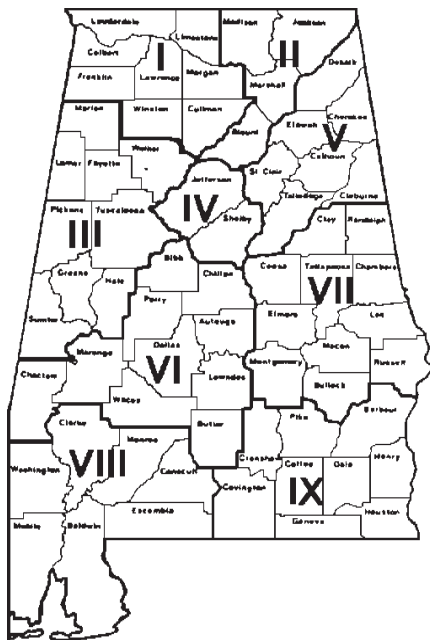 Lauderdale
Limestone
Madison
Jackson
Colbert
I
II
Franklin
Lawrence
Morgan
Marshall
Dekalb
Marion
Winston
Cullman
Blount
Etowah
Cherokee
V
Walker
Calhoun
Lamar
Fayette
St Clair
Jefferson
Talladega
Cleburne
IV
Pickens
Tuscaloosa
Shelby
Clay
Randolph
III
Bibb
Greene
Hale
Chilton
Coosa
Tallapoosa
Chambers
VII
Perry
Sumter
Autauga
Elmore
Lee
Marengo
Dallas
VI
Macon
Lowndes
Montgomery
Russell
Choctaw
Wilcox
Bullock
Clarke
Butler
Pike
Barbour
Monroe
VIII
Crenshaw
Coffee
Dale
Henry
Washington
Conecuh
Covington
IX
Escambia
Houston
Geneva
Mobile
Baldwin